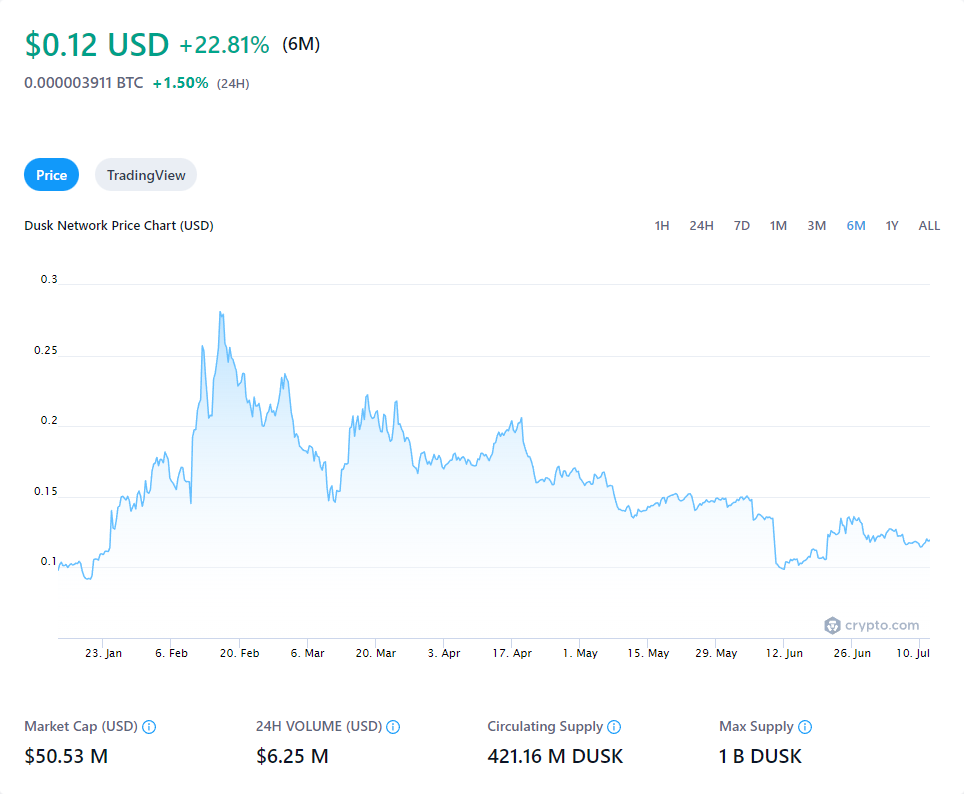 $0.12 USD +22.81% (6M)
0.000003911 BTC +1.50% (24H)
Price TradingView
Dusk Network Price Chart (USD) 1H 24H 7D 1M 3M 6M 1Y ALL
0.3
0.25
0.2
0.15
0.1
crypto.com
23. Jan 6. Feb 20. Feb 6. Mar 20. Mar 3. Apr 17. Apr 1. May 15. May 29. May 12. Jun 26. Jun 10. Jul
Market Cap (USD) 24H VOLUME (USD) Circulating Supply Max Supply
$50.53 M $6.25 M 421.16 M DUSK 1 B DUSK